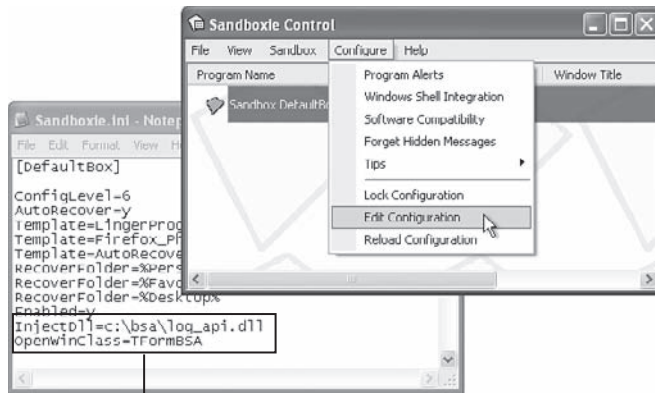 Sandboxie Control
File View Sandbox Configure Help
Program Name
Window Title
Sandbox DefaultBo
Program Alerts
Windows Shell Integration
Software Compatibility
Forget Hidden Messages
Tips
Lock Configuration
Edit Configuration
Reload Configuration
Sandboxie.ini - Notep
File Edit Format View H
[DefaultBox]
ConfigLevel=6
AutoRecover=y
Template=LingerProg
Template=Firefox_Ph
Template=AutoRecove
RecoverFolder=%Pers
RecoverFolder=%Favo
RecoverFolder=%Desktop%
Enabled=y
InjectDll=c:\bsa\log_api.dll
OpenWinClass=TFormBSA